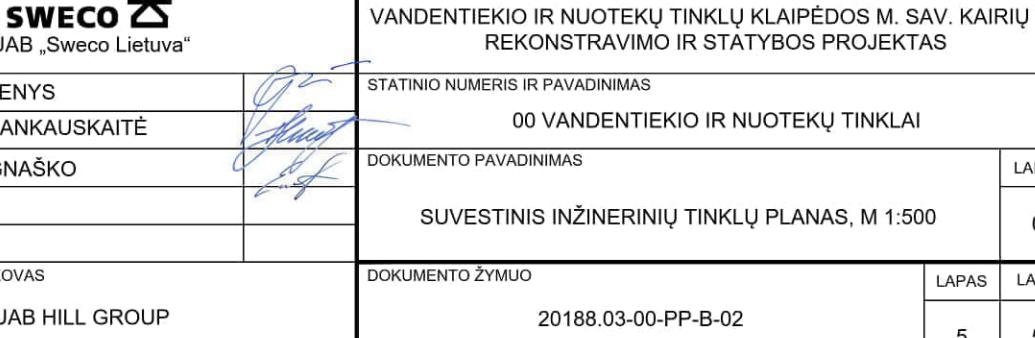 SWECO
UAB „Sweco Lietuva“
VANDENTIEKIO IR NUOTEKŲ TINKLŲ KLAIPĖDOS M. SAV. KAIRIŲ
REKONSTRAVIMO IR STATYBOS PROJEKTAS
STATINIO NUMERIS IR PAVADINIMAS
00 VANDENTIEKIO IR NUOTEKŲ TINKLAI
ENYS
ANKAUSKAITĖ
GNAŠKO
DOKUMENTO PAVADINIMAS
SUVESTINIS INŽINERINIŲ TINKLŲ PLANAS, M 1:500
OVAS
UAB HILL GROUP
DOKUMENTO ŽYMUO
20188.03-00-PP-B-02
LAPAS
5